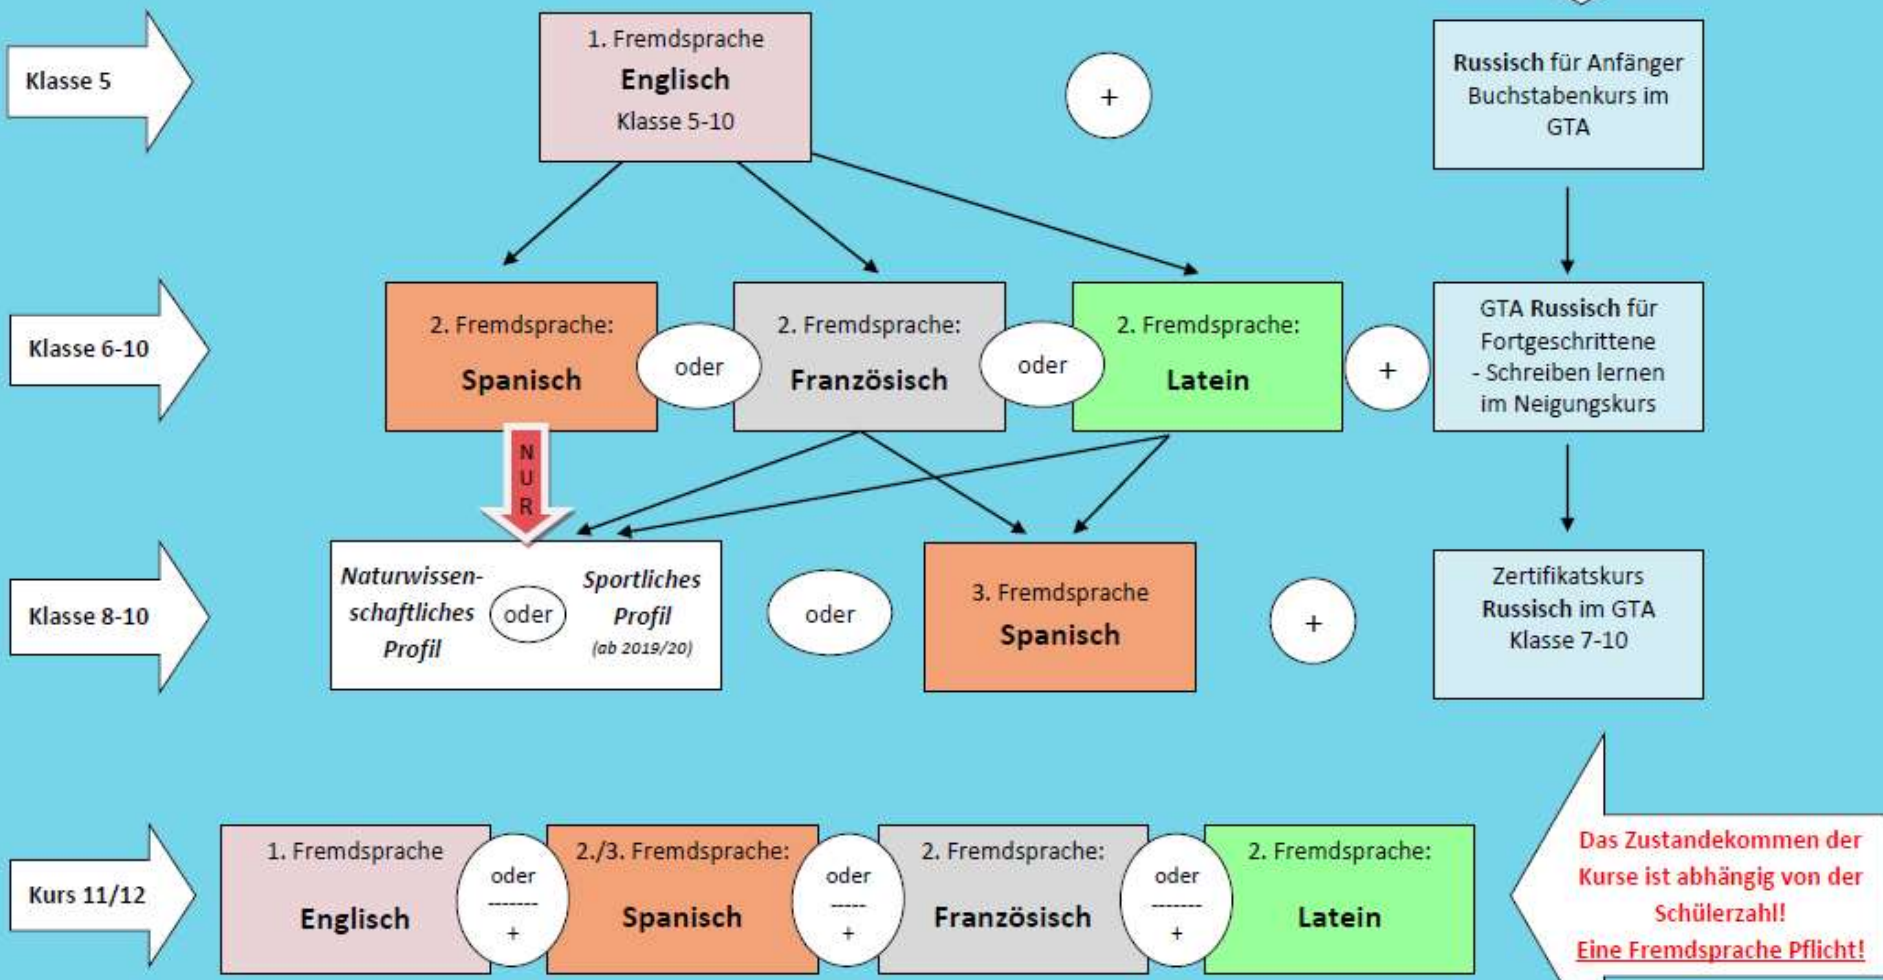 Klasse 5
1. Fremdsprache
Englisch
Klasse 5-10
+
Russisch für Anfänger
Buchstabenkurs im
GTA
Klasse 6-10
2. Fremdsprache:
Spanisch
oder
2. Fremdsprache:
Französisch
oder
2. Fremdsprache:
Latein
+
GTA Russisch für
Fortgeschrittene
- Schreiben lernen
im Neigungskurs
N
U
R
Klasse 8-10
Naturwissen-
schaftliches
Profil
oder
Sportliches
Profil
(ab 2019/20)
oder
3. Fremdsprache
Spanisch
+
Zertifikatskurs
Russisch im GTA
Klasse 7-10
Kurs 11/12
1. Fremdsprache
Englisch
oder
-------
+
2./3. Fremdsprache:
Spanisch
oder
-----
+
2. Fremdsprache:
Französisch
oder
-------
+
2. Fremdsprache:
Latein
Das Zustandekommen der
Kurse ist abhängig von der
Schülerzahl!
Eine Fremdsprache Pflicht!